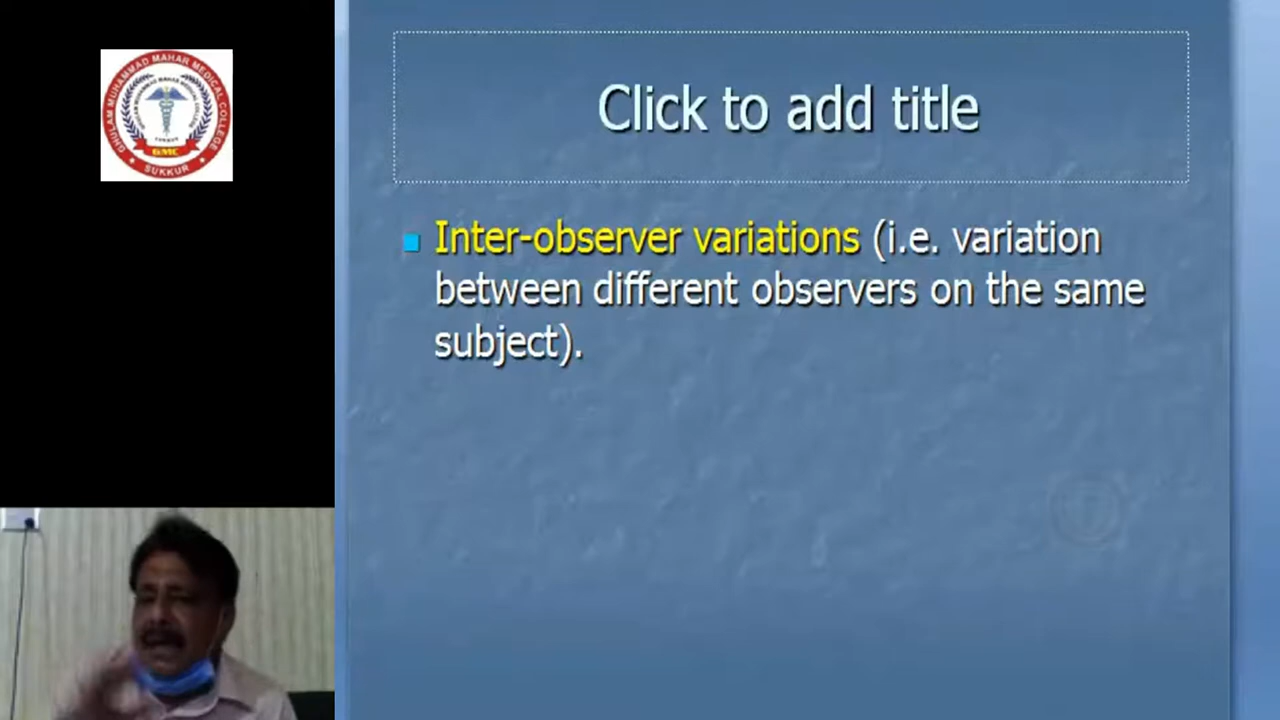 GHULAM MUHAMMAD MAHAR MEDICAL COLLEGE
GMC
SUKKUR
Click to add title
Inter-observer variations (i.e. variation
between different observers on the same
subject).